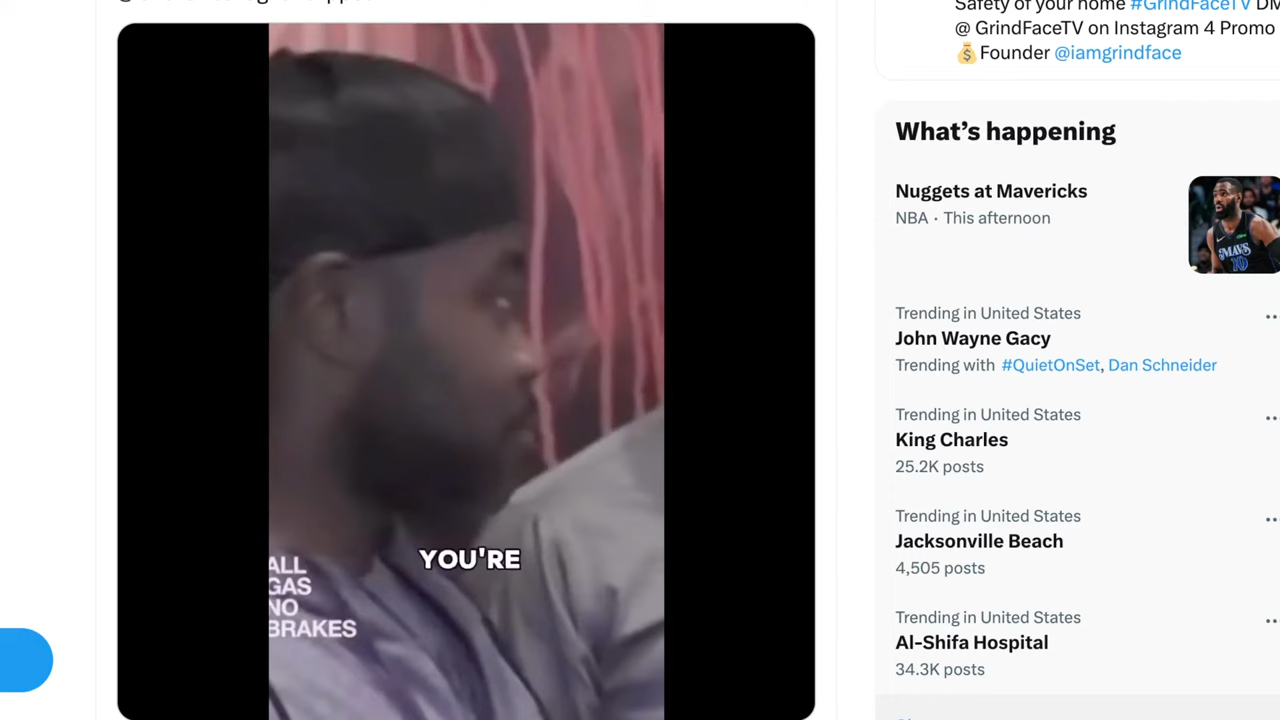 Safety of your home #GrindFaceTV DM
@ GrindFaceTV on Instagram 4 Promo
💰Founder @iamgrindface
What's happening
Nuggets at Mavericks
NBA · This afternoon
MAVS
10
Trending in United States
John Wayne Gacy
Trending with #QuietOnSet, Dan Schneider
Trending in United States
King Charles
25.2K posts
Trending in United States
Jacksonville Beach
4,505 posts
Trending in United States
Al-Shifa Hospital
34.3K posts
YOU'RE
ALL
GAS
NO
BRAKES